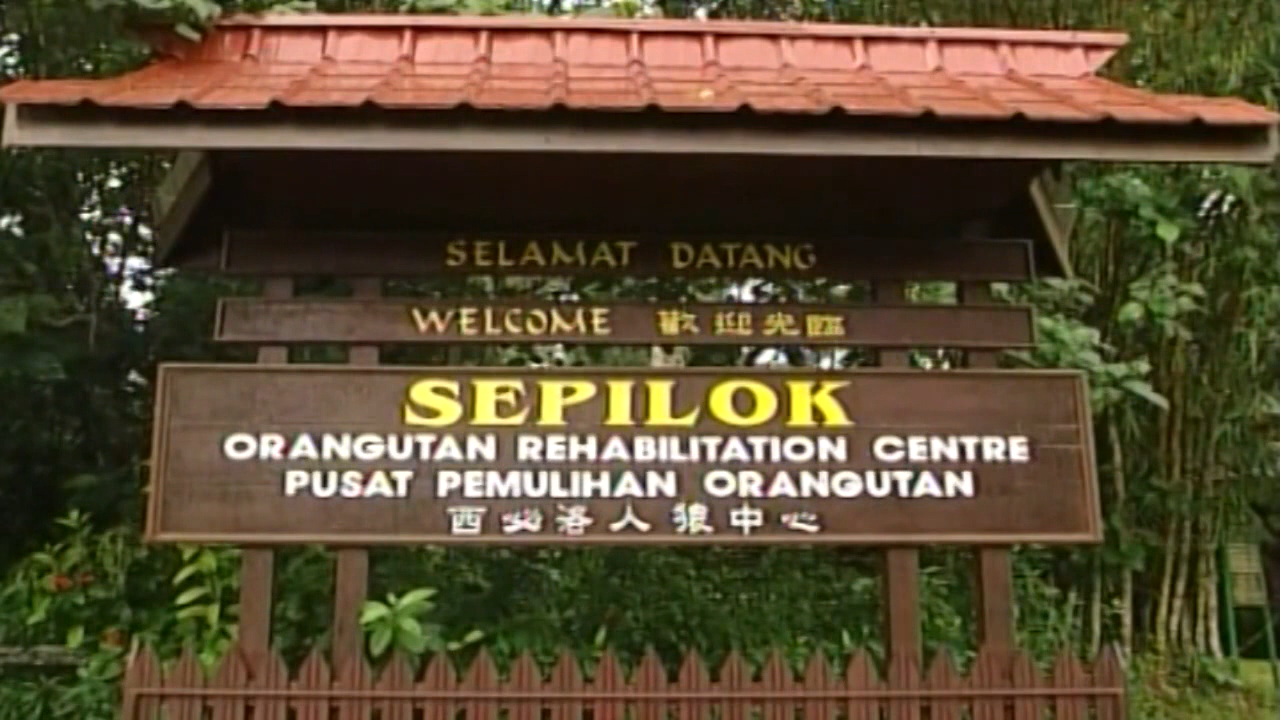 SELAMAT DATANG
WELCOME 歡迎光臨
SEPILOK
ORANGUTAN REHABILITATION CENTRE
PUSAT PEMULIHAN ORANGUTAN
西必洛人猿中心